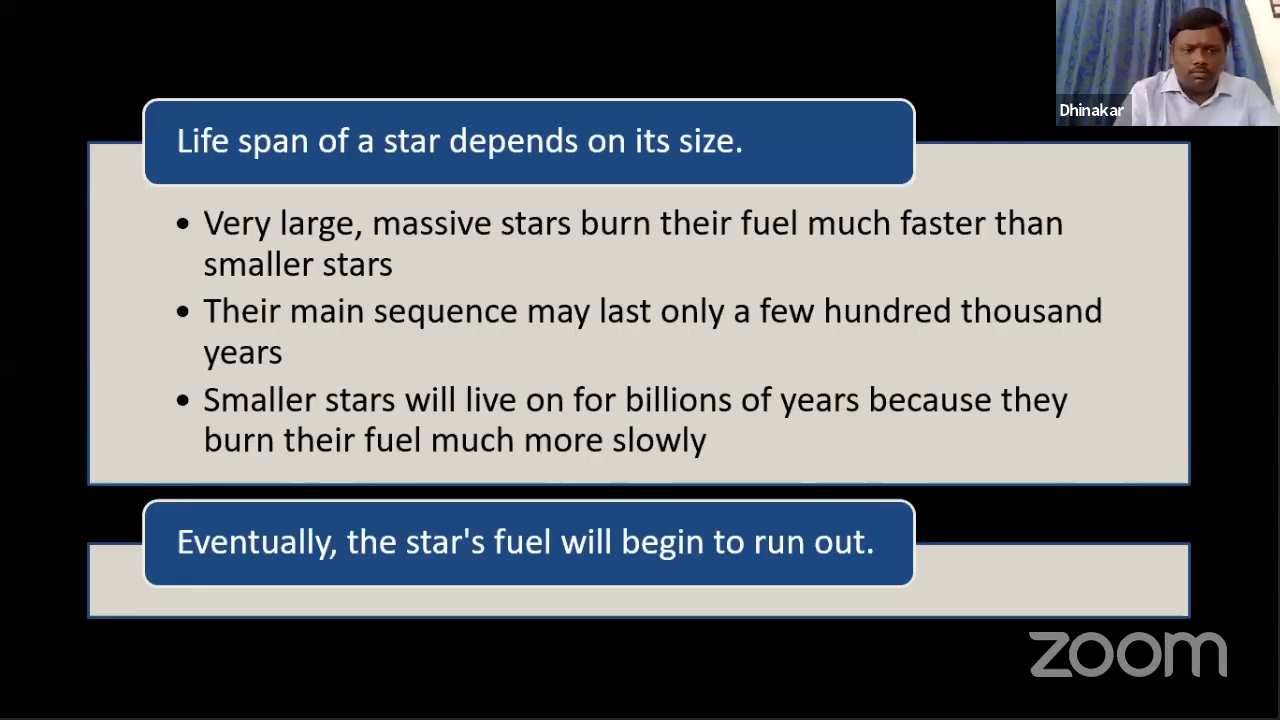 Dhinakar
Life span of a star depends on its size.
• Very large, massive stars burn their fuel much faster than
smaller stars
• Their main sequence may last only a few hundred thousand
years
• Smaller stars will live on for billions of years because they
burn their fuel much more slowly
Eventually, the star's fuel will begin to run out.
zoom